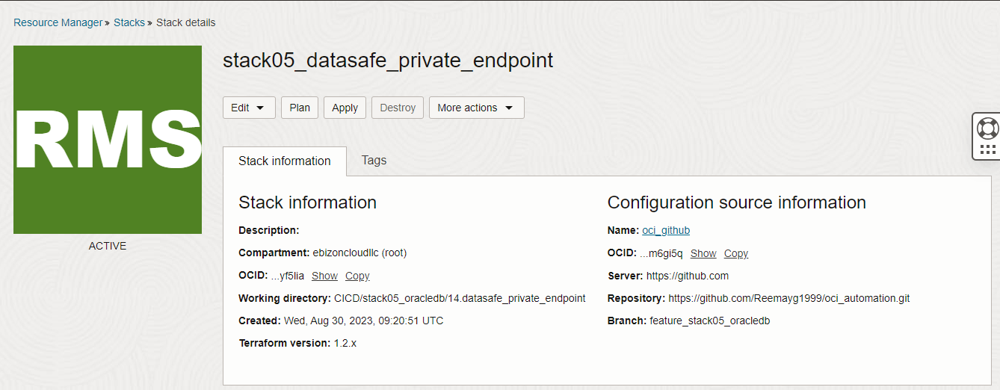 Resource Manager » Stacks » Stack details
RMS
ACTIVE
stack05_datasafe_private_endpoint
Edit Plan Apply Destroy More actions
Stack information Tags
Stack information
Description:
Compartment: ebizoncloudllc (root)
OCID: ...yf5lia Show Copy
Working directory: CICD/stack05_oracledb/14.datasafe_private_endpoint
Created: Wed, Aug 30, 2023, 09:20:51 UTC
Terraform version: 1.2.x
Configuration source information
Name: oci_github
OCID: ...m6gi5q Show Copy
Server: https://github.com
Repository: https://github.com/Reemayg1999/oci_automation.git
Branch: feature_stack05_oracledb